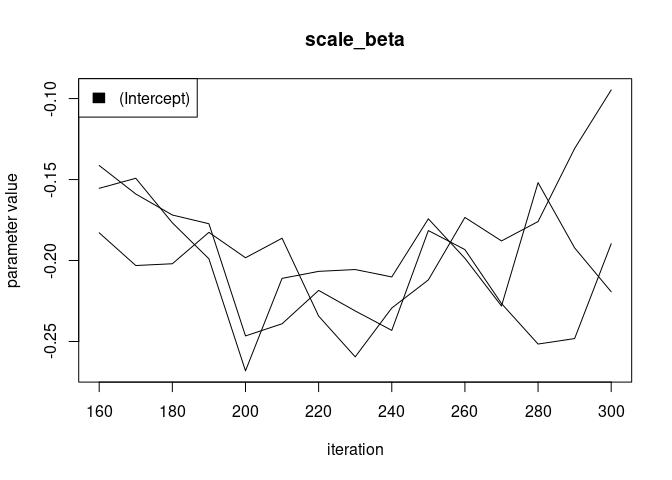 scale_beta
(Intercept)
parameter value
-0.10
-0.15
-0.20
-0.25
160 180 200 220 240 260 280 300
iteration